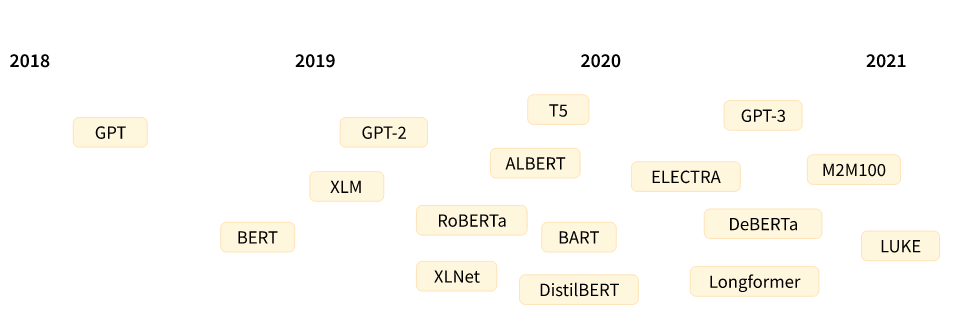 2018 2019 2020 2021
T5
GPT-3
GPT GPT-2
ALBERT
M2M100
ELECTRA
XLM
RoBERTa
DeBERTa
BERT BART
LUKE
XLNet
Longformer
DistilBERT